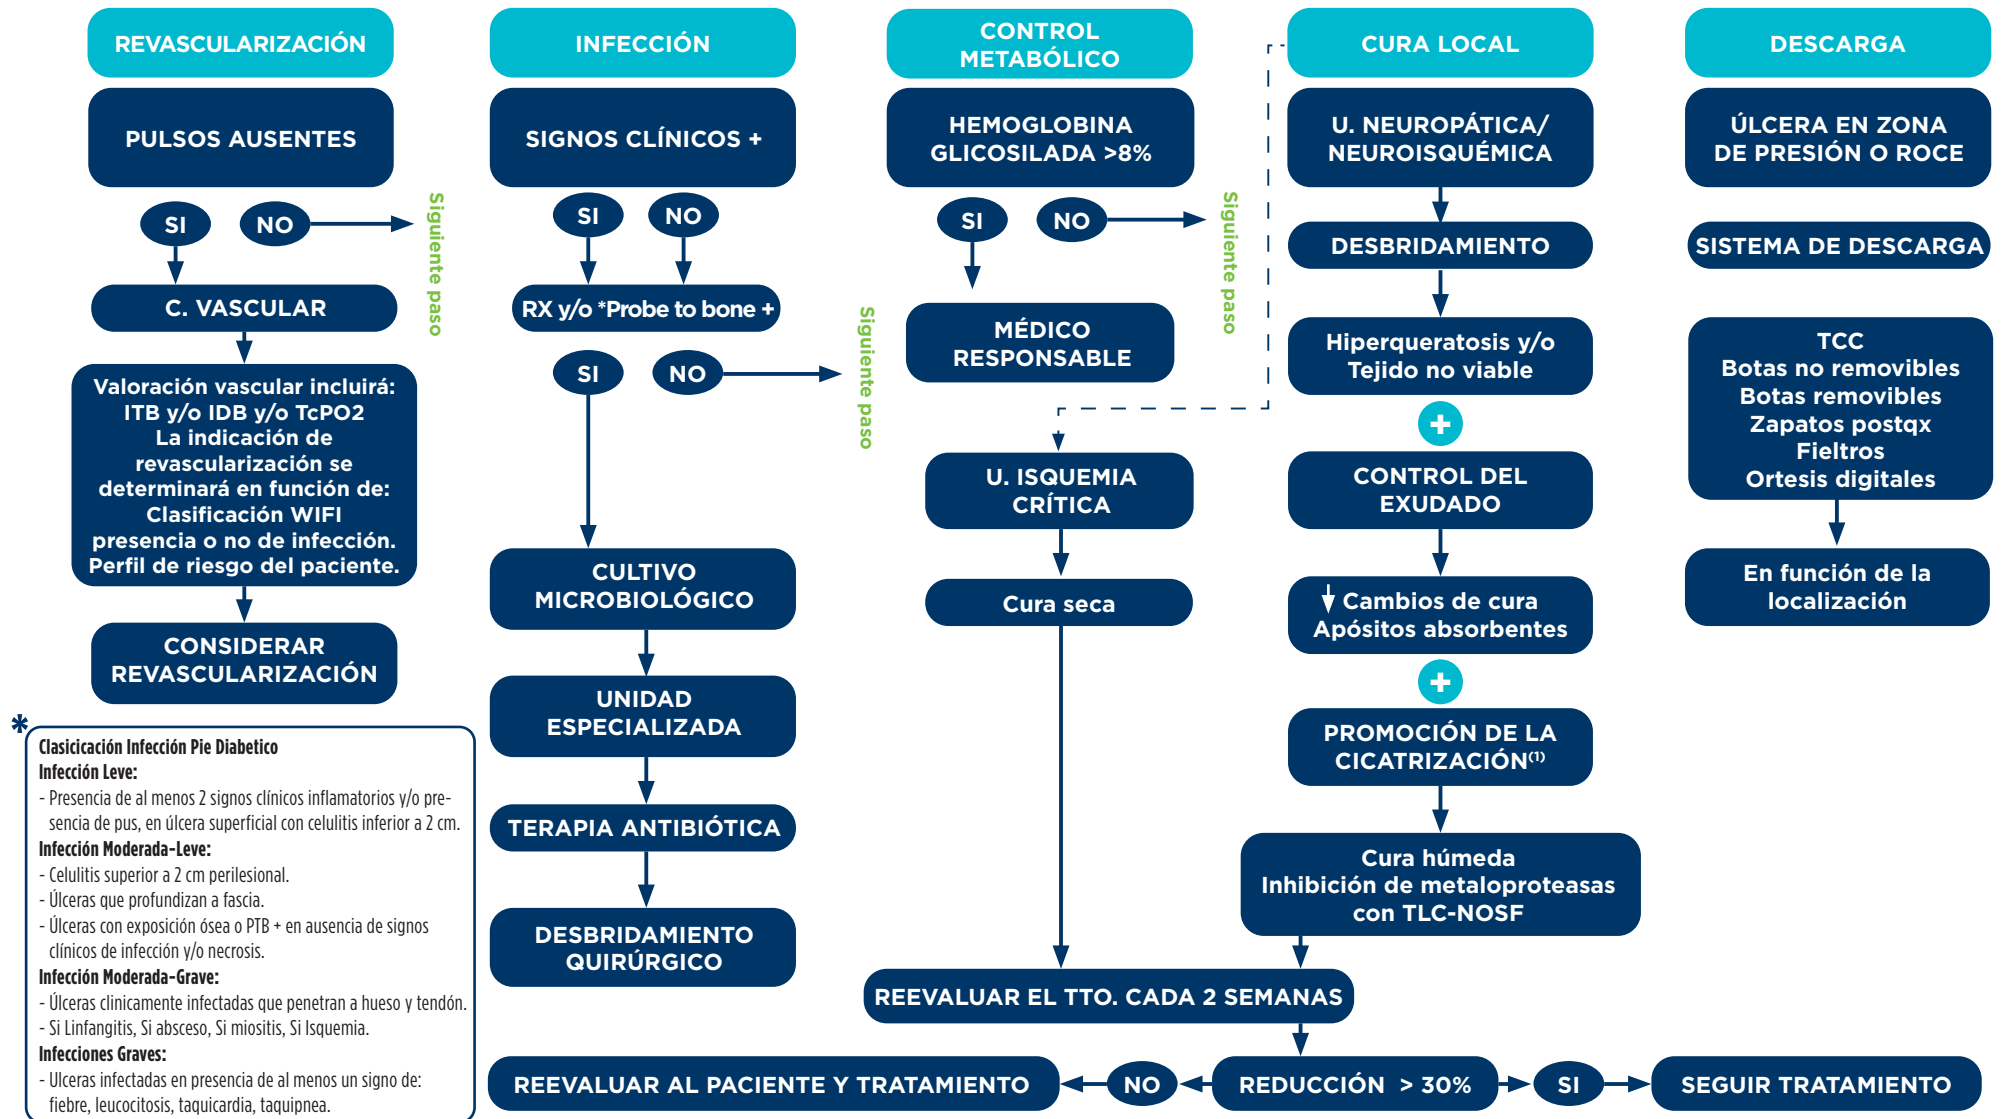 REVASCULARIZACIÓN
PULSOS AUSENTES
SI
NO
Siguiente paso
C. VASCULAR
Valoración vascular incluirá:
ITB y/o IDB y/o TcPO2
La indicación de
revascularización se
determinará en función de:
Clasificación WIFI
presencia o no de infección.
Perfil de riesgo del paciente.
CONSIDERAR
REVASCULARIZACIÓN
*
Clasicicación Infección Pie Diabetico
Infección Leve:
- Presencia de al menos 2 signos clínicos inflamatorios y/o pre-
sencia de pus, en úlcera superficial con celulitis inferior a 2 cm.
Infección Moderada-Leve:
- Celulitis superior a 2 cm perilesional.
- Úlceras que profundizan a fascia.
- Úlceras con exposición ósea o PTB + en ausencia de signos
clínicos de infección y/o necrosis.
Infección Moderada-Grave:
- Úlceras clinicamente infectadas que penetran a hueso y tendón.
- Si Linfangitis, Si absceso, Si miositis, Si Isquemia.
Infecciones Graves:
- Ulceras infectadas en presencia de al menos un signo de:
fiebre, leucocitosis, taquicardia, taquipnea.
INFECCIÓN
SIGNOS CLÍNICOS +
SI
NO
RX y/o *Probe to bone +
SI
NO
Siguiente paso
CULTIVO
MICROBIOLÓGICO
UNIDAD
ESPECIALIZADA
TERAPIA ANTIBIÓTICA
DESBRIDAMIENTO
QUIRÚRGICO
CONTROL
METABÓLICO
HEMOGLOBINA
GLICOSILADA >8%
SI
NO
Siguiente paso
MÉDICO
RESPONSABLE
U. ISQUEMIA
CRÍTICA
Cura seca
CURA LOCAL
U. NEUROPÁTICA/
NEUROISQUÉMICA
DESBRIDAMIENTO
Hiperqueratosis y/o
Tejido no viable
+
CONTROL DEL
EXUDADO
Cambios de cura
Apósitos absorbentes
+
PROMOCIÓN DE LA
CICATRIZACIÓN(1)
Cura húmeda
Inhibición de metaloproteasas
con TLC-NOSF
REEVALUAR EL TTO. CADA 2 SEMANAS
REEVALUAR AL PACIENTE Y TRATAMIENTO
NO
REDUCCIÓN > 30%
SI
SEGUIR TRATAMIENTO
DESCARGA
ÚLCERA EN ZONA
DE PRESIÓN O ROCE
SISTEMA DE DESCARGA
TCC
Botas no removibles
Botas removibles
Zapatos postqx
Fieltros
Ortesis digitales
En función de la
localización